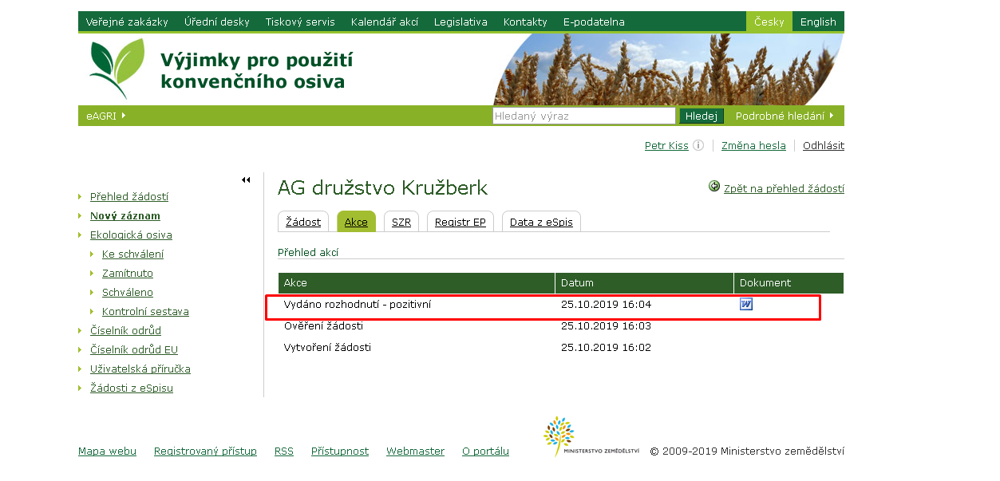 Veřejné zakázky Úřední desky Tiskový servis Kalendář akcí Legislativa Kontakty E-podatelna Česky English
Výjimky pro použití
konvenčního osiva
eAGRI Hledaný výraz Hledej Podrobné hledání
Petr Kiss Změna hesla Odhlásit
AG družstvo Kružberk
Zpět na přehled žádostí
Přehled žádostí
Nový záznam
Ekologická osiva
Ke schválení
Zamítnuto
Schváleno
Kontrolní sestava
Číselník odrůd
Číselník odrůd EU
Uživatelská příručka
Žádosti z eSpisu
Žádost Akce SZR Registr EP Data z eSpis
Přehled akcí
Akce Datum Dokument
Vydáno rozhodnutí - pozitivní 25.10.2019 16:04
Ověření žádosti 25.10.2019 16:03
Vytvoření žádosti 25.10.2019 16:02
Mapa webu Registrovaný přístup RSS Přístupnost Webmaster O portálu MINISTERSTVO ZEMĚDĚLSTVÍ © 2009-2019 Ministerstvo zemědělství